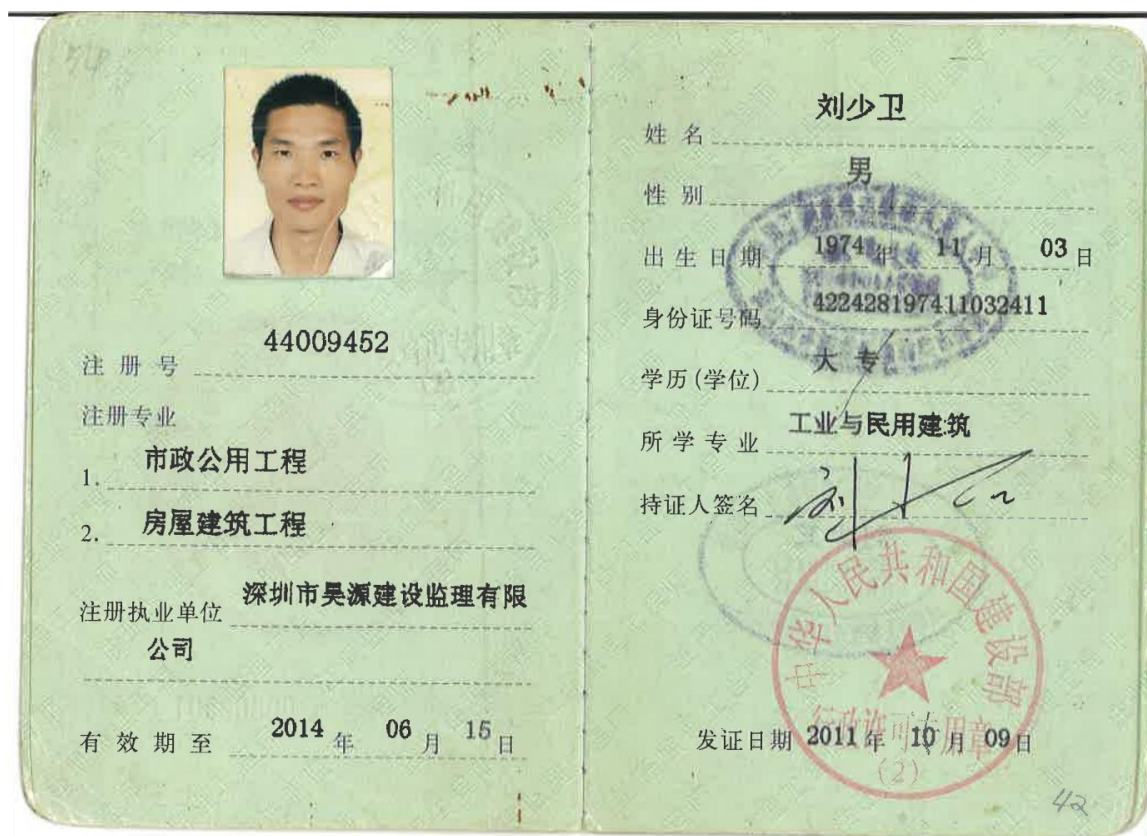 54
注 册 号 44009452
注册专业
1. 市政公用工程
2. 房屋建筑工程
注册执业单位 深圳市昊源建设监理有限
公司
有 效 期 至 2014 年 06 月 15 日
姓 名 刘少卫
性 别 男
出 生 日 期 1974 年 11 月 03 日
身份证号码 422428197411032411
学历(学位) 大 专
所 学 专 业 工业与民用建筑
持证人签名 刘少卫
中华人民共和国建设部
行政许可专用章
(2)
发证日期 2011 年 10 月 09 日
42